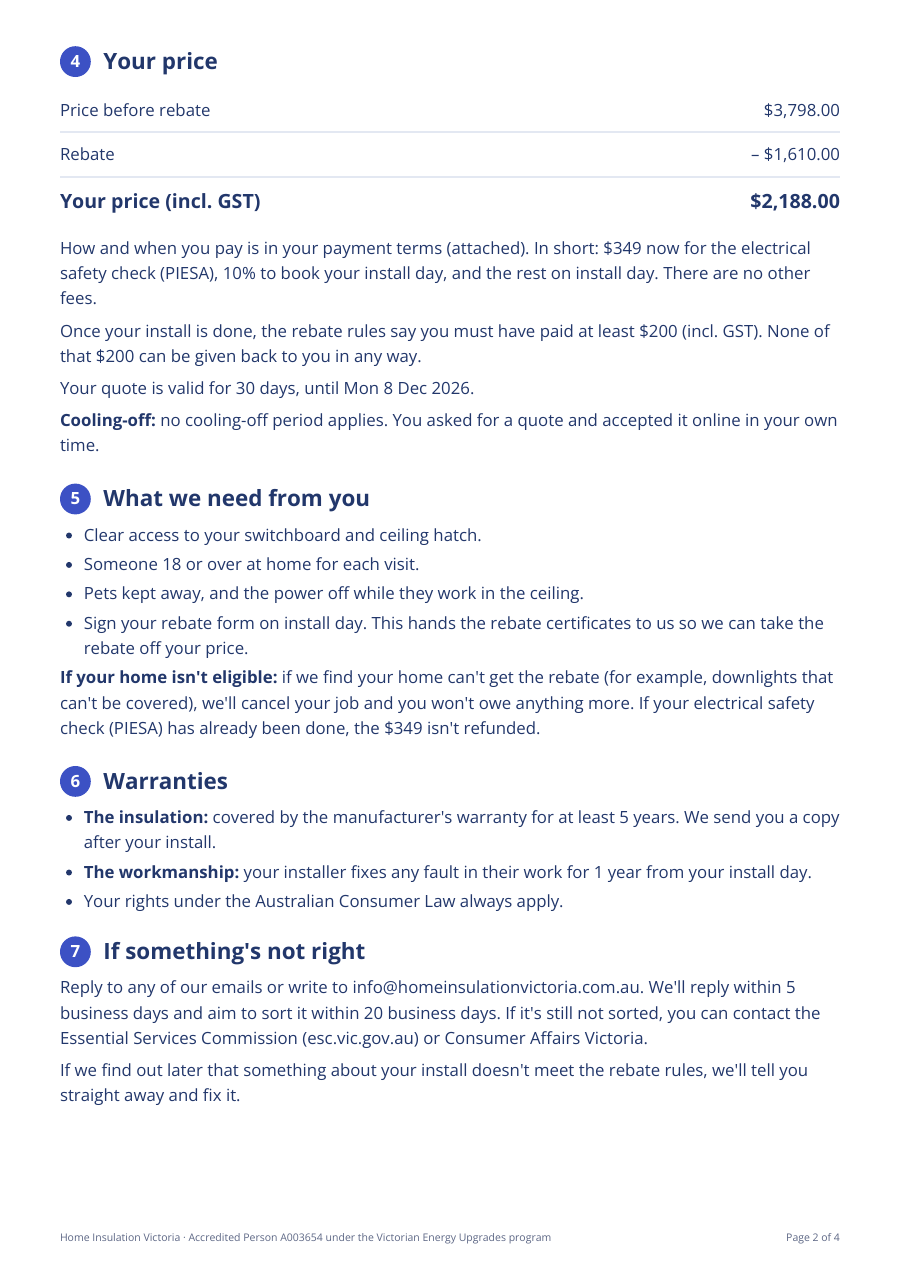 4 Your price
Price before rebate $3,798.00
Rebate – $1,610.00
Your price (incl. GST) $2,188.00
How and when you pay is in your payment terms (attached). In short: $349 now for the electrical
safety check (PIESA), 10% to book your install day, and the rest on install day. There are no other
fees.
Once your install is done, the rebate rules say you must have paid at least $200 (incl. GST). None of
that $200 can be given back to you in any way.
Your quote is valid for 30 days, until Mon 8 Dec 2026.
Cooling-off: no cooling-off period applies. You asked for a quote and accepted it online in your own
time.
5 What we need from you
• Clear access to your switchboard and ceiling hatch.
• Someone 18 or over at home for each visit.
• Pets kept away, and the power off while they work in the ceiling.
• Sign your rebate form on install day. This hands the rebate certificates to us so we can take the
rebate off your price.
If your home isn't eligible: if we find your home can't get the rebate (for example, downlights that
can't be covered), we'll cancel your job and you won't owe anything more. If your electrical safety
check (PIESA) has already been done, the $349 isn't refunded.
6 Warranties
• The insulation: covered by the manufacturer's warranty for at least 5 years. We send you a copy
after your install.
• The workmanship: your installer fixes any fault in their work for 1 year from your install day.
• Your rights under the Australian Consumer Law always apply.
7 If something's not right
Reply to any of our emails or write to info@homeinsulationvictoria.com.au. We'll reply within 5
business days and aim to sort it within 20 business days. If it's still not sorted, you can contact the
Essential Services Commission (esc.vic.gov.au) or Consumer Affairs Victoria.
If we find out later that something about your install doesn't meet the rebate rules, we'll tell you
straight away and fix it.
Home Insulation Victoria · Accredited Person A003654 under the Victorian Energy Upgrades program Page 2 of 4